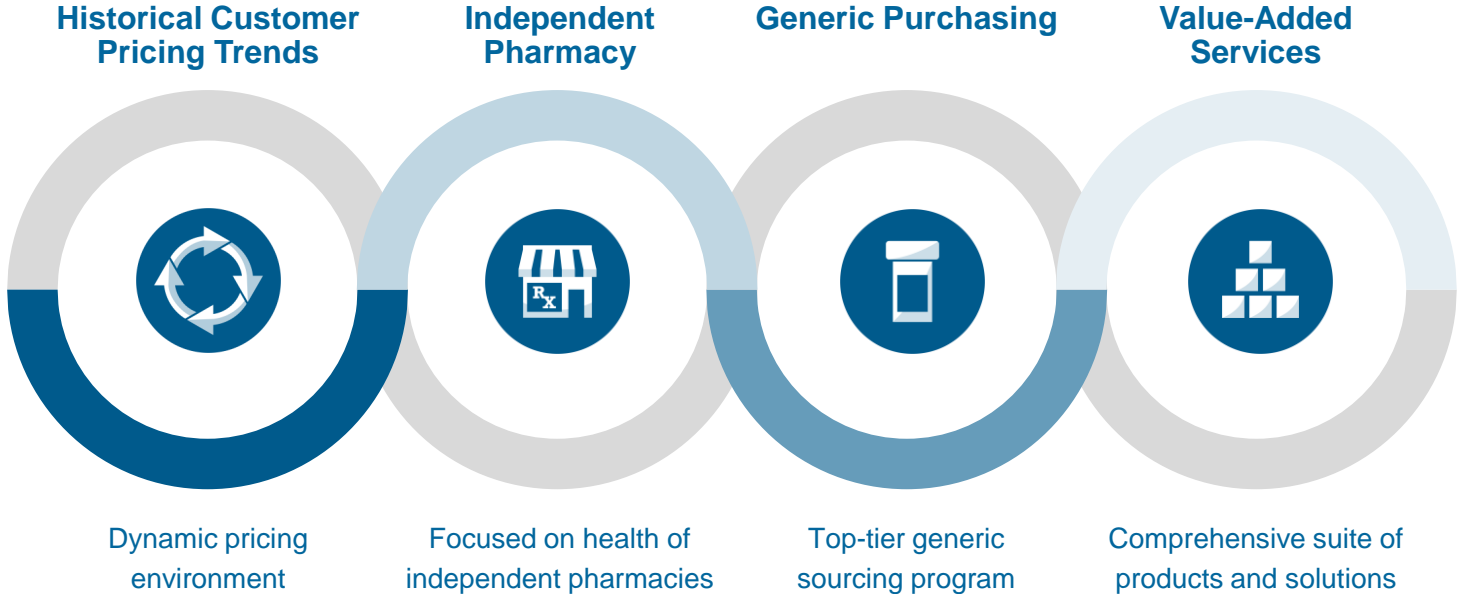 Historical Customer
Pricing Trends
Independent
Pharmacy
Generic Purchasing
Value-Added
Services
RX
Dynamic pricing
environment
Focused on health of
independent pharmacies
Top-tier generic
sourcing program
Comprehensive suite of
products and solutions